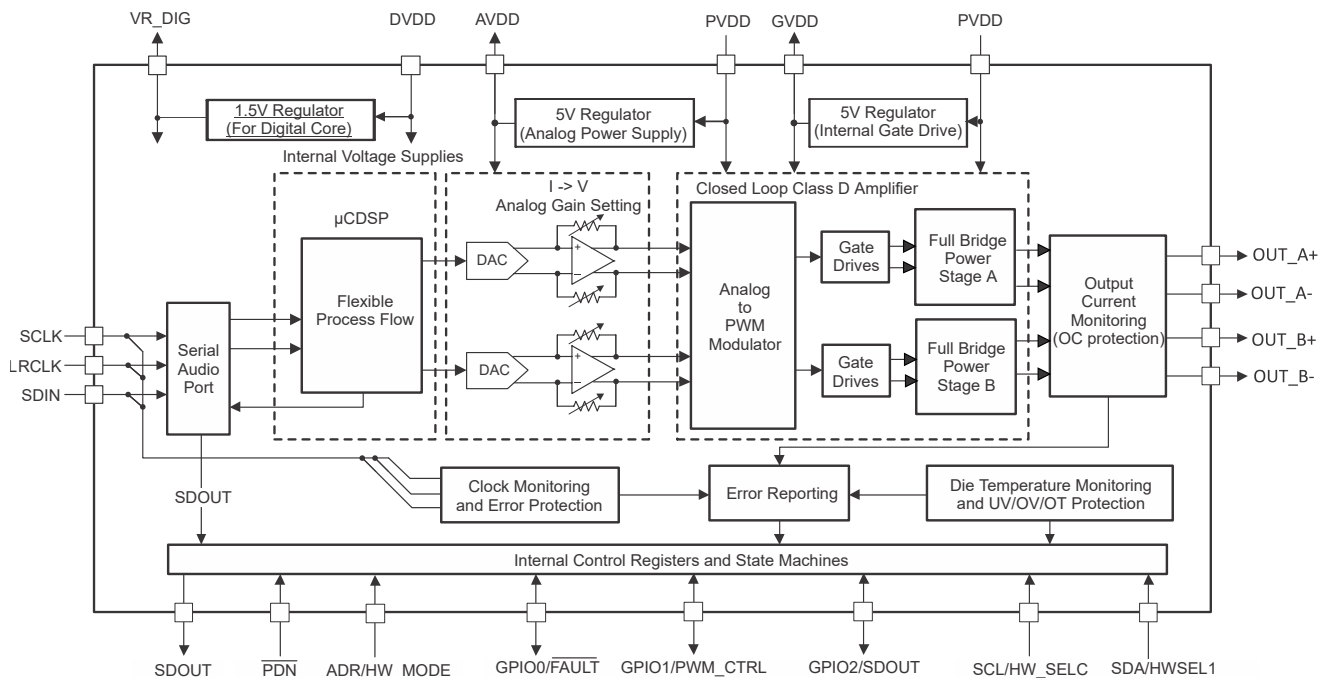 VR_DIG
DVDD
AVDD
PVDD
GVDD
PVDD
1.5V Regulator
(For Digital Core)
5V Regulator
(Analog Power Supply)
5V Regulator
(Internal Gate Drive)
Internal Voltage Supplies
I -> V
Analog Gain Setting
Closed Loop Class D Amplifier
µCDSP
Flexible
Process Flow
DAC
+
−
DAC
+
−
Analog
to
PWM
Modulator
Gate
Drives
Full Bridge
Power
Stage A
Gate
Drives
Full Bridge
Power
Stage B
Output
Current
Monitoring
(OC protection)
OUT_A+
OUT_A-
OUT_B+
OUT_B-
SCLK
LRCLK
SDIN
Serial
Audio
Port
SDOUT
Clock Monitoring
and Error Protection
Error Reporting
Die Temperature Monitoring
and UV/OV/OT Protection
Internal Control Registers and State Machines
SDOUT
PDN
ADR/HW_MODE
GPIO0/FAULT
GPIO1/PWM_CTRL
GPIO2/SDOUT
SCL/HW_SELC
SDA/HWSEL1